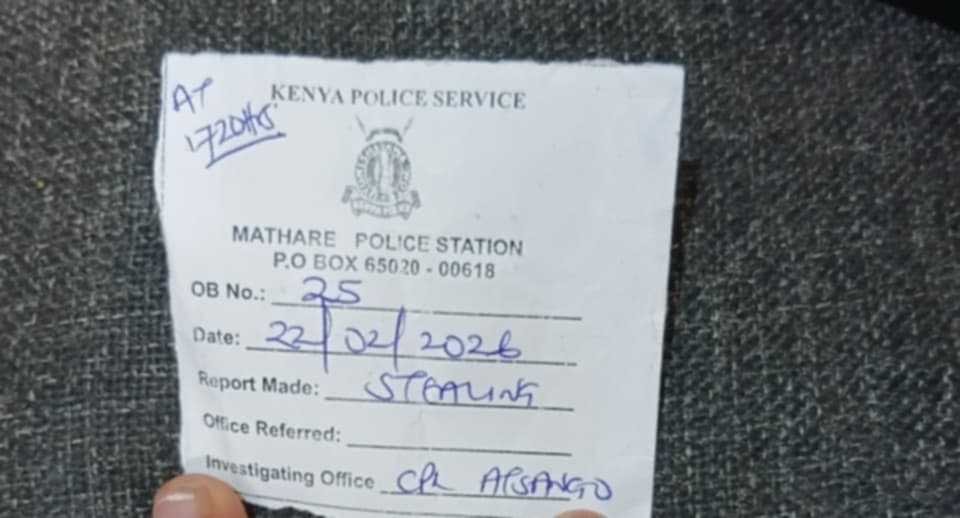 AT
1720Hrs
KENYA POLICE SERVICE
MATHARE POLICE STATION
P.O BOX 65020 - 00618
OB No.: 25
Date: 22/02/2026
Report Made: STEALING
Office Referred:
Investigating Office CPL